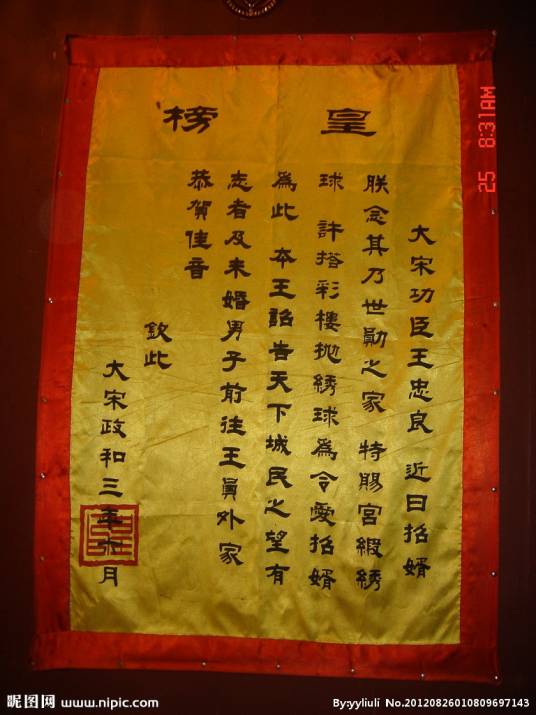 皇榜
大宋功臣王忠良 近日招婿
朕念其乃世勛之家 特賜宮緞綉
球 許搭彩樓抛綉球為令愛招婿
為此 本王詔告天下城民之望有
志者及未婚男子前往王員外家
恭賀佳音
欽此
大宋政和三年六月
25 8:31AM
昵图网 www.nipic.com
By:yyliuli No.20120826010809697143